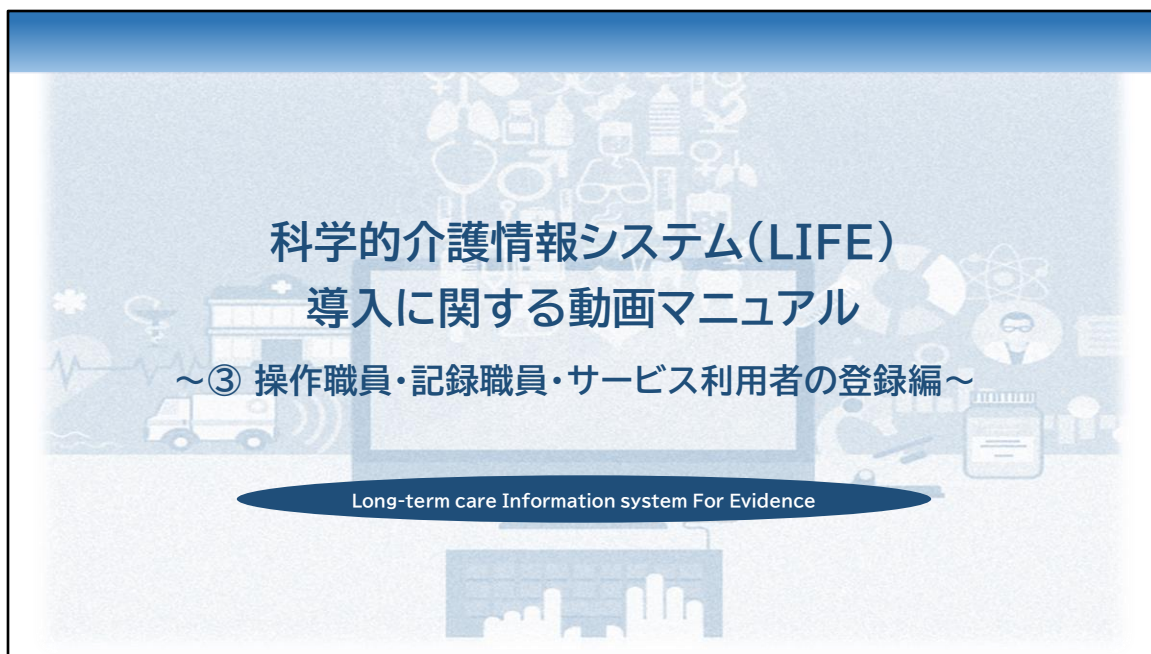 科学的介護情報システム(LIFE)
導入に関する動画マニュアル
～③ 操作職員・記録職員・サービス利用者の登録編～
Long-term care Information system For Evidence